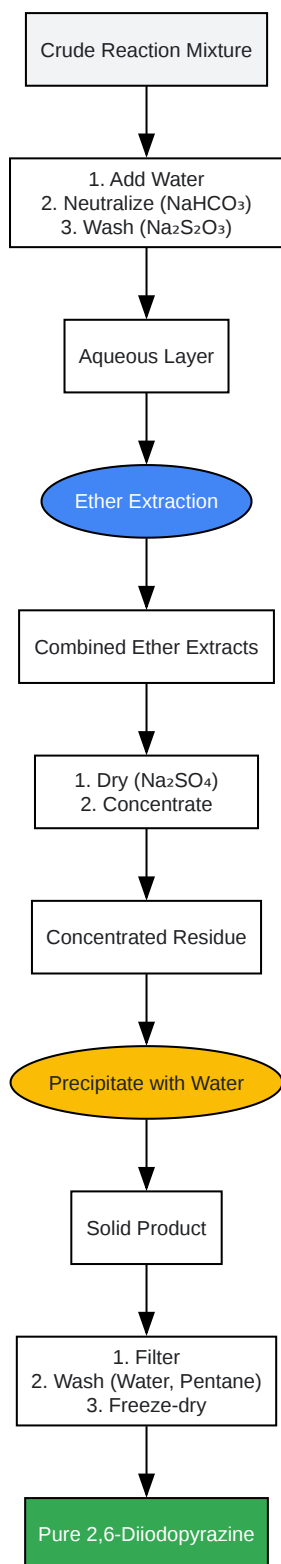 Crude Reaction Mixture
1. Add Water
2. Neutralize (NaHCO₃)
3. Wash (Na₂S₂O₃)
Aqueous Layer
Ether Extraction
Combined Ether Extracts
1. Dry (Na₂SO₄)
2. Concentrate
Concentrated Residue
Precipitate with Water
Solid Product
1. Filter
2. Wash (Water, Pentane)
3. Freeze-dry
Pure 2,6-Diiodopyrazine